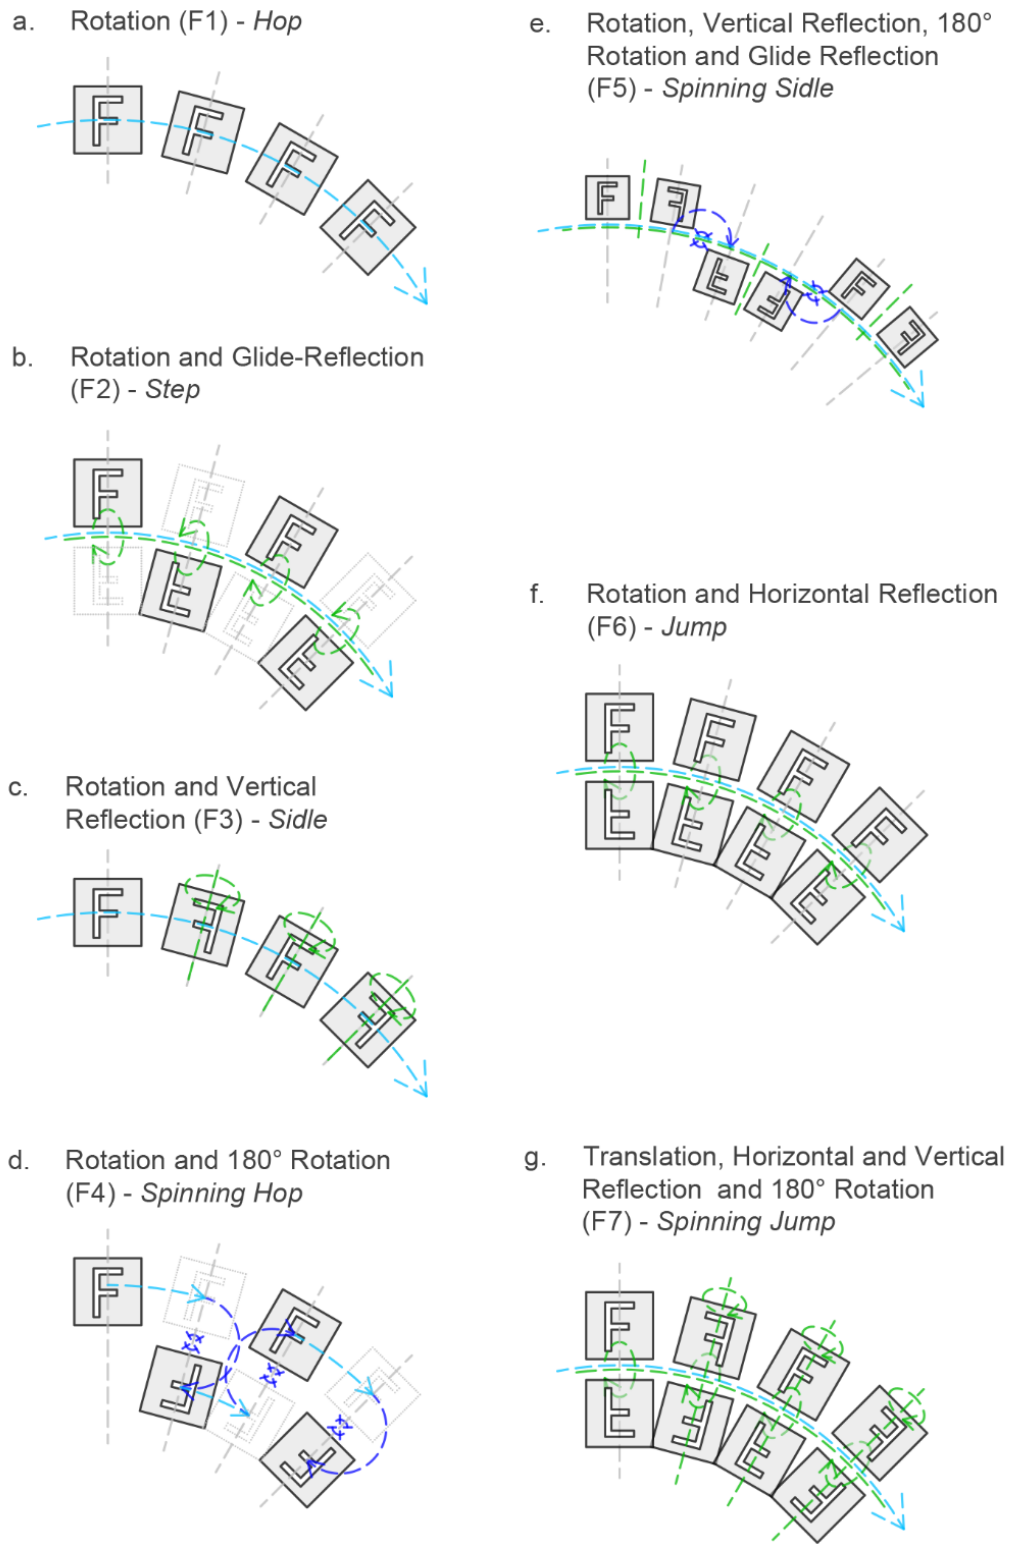 a. Rotation (F1) - Hop
F F F F
b. Rotation and Glide-Reflection
(F2) - Step
F F
c. Rotation and Vertical
Reflection (F3) - Sidle
F F
d. Rotation and 180° Rotation
(F4) - Spinning Hop
F F
e. Rotation, Vertical Reflection, 180°
Rotation and Glide Reflection
(F5) - Spinning Sidle
F F
f. Rotation and Horizontal Reflection
(F6) - Jump
F F F F
g. Translation, Horizontal and Vertical
Reflection and 180° Rotation
(F7) - Spinning Jump
F F